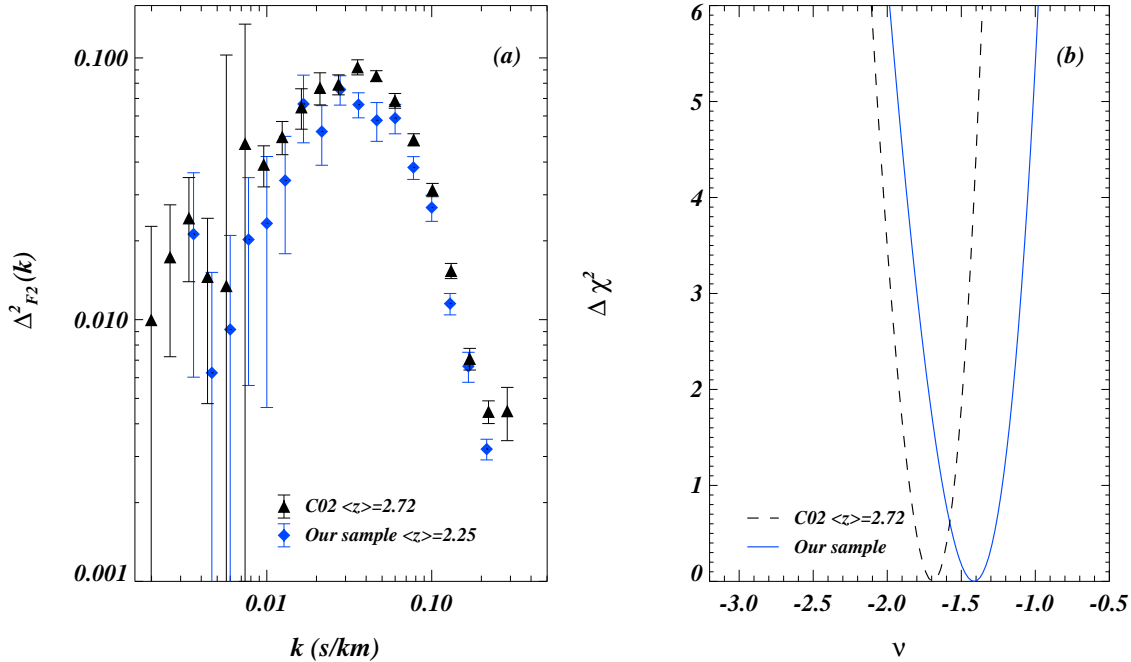 (a)
0.100
0.010
0.001
Δ²F2(k)
C02 <z>=2.72
Our sample <z>=2.25
0.01
0.10
k (s/km)
(b)
6
5
4
3
2
1
0
Δ χ²
C02 <z>=2.72
Our sample
-3.0 -2.5 -2.0 -1.5 -1.0 -0.5
ν